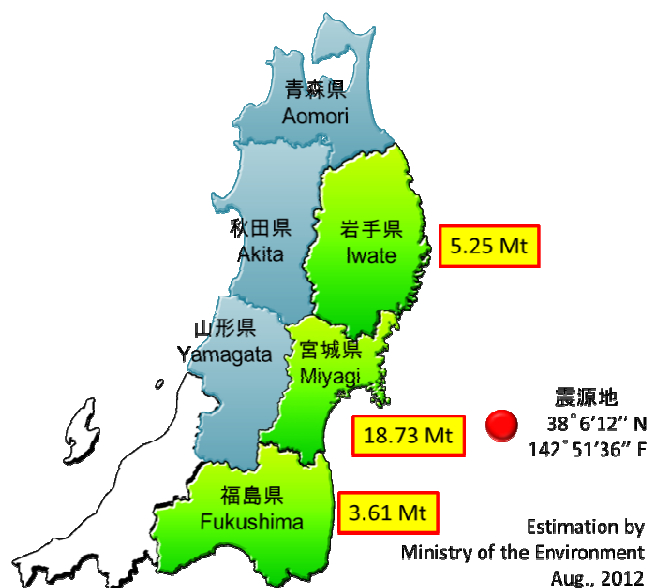 青森県
Aomori
秋田県
Akita
岩手県
Iwate
5.25 Mt
山形県
Yamagata
宮城県
Miyagi
震源地
38°6'12'' N
142°51'36'' E
18.73 Mt
福島県
Fukushima
3.61 Mt
Estimation by
Ministry of the Environment
Aug., 2012